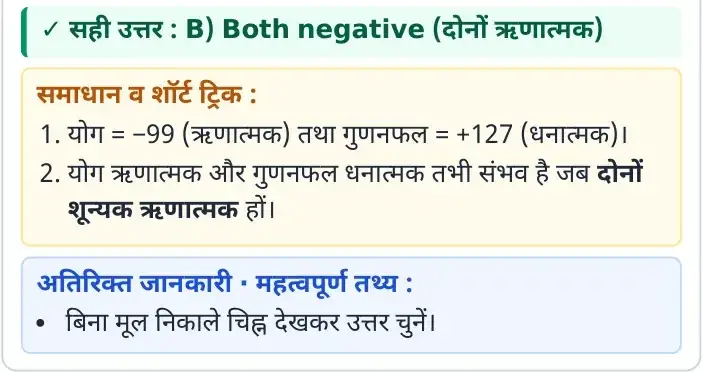 ✓ सही उत्तर : B) Both negative (दोनों ऋणात्मक)
समाधान व शॉर्ट ट्रिक :
1. योग = −99 (ऋणात्मक) तथा गुणनफल = +127 (धनात्मक)।
2. योग ऋणात्मक और गुणनफल धनात्मक तभी संभव है जब दोनों
शून्यक ऋणात्मक हों।
अतिरिक्त जानकारी · महत्वपूर्ण तथ्य :
• बिना मूल निकाले चिह्न देखकर उत्तर चुनें।